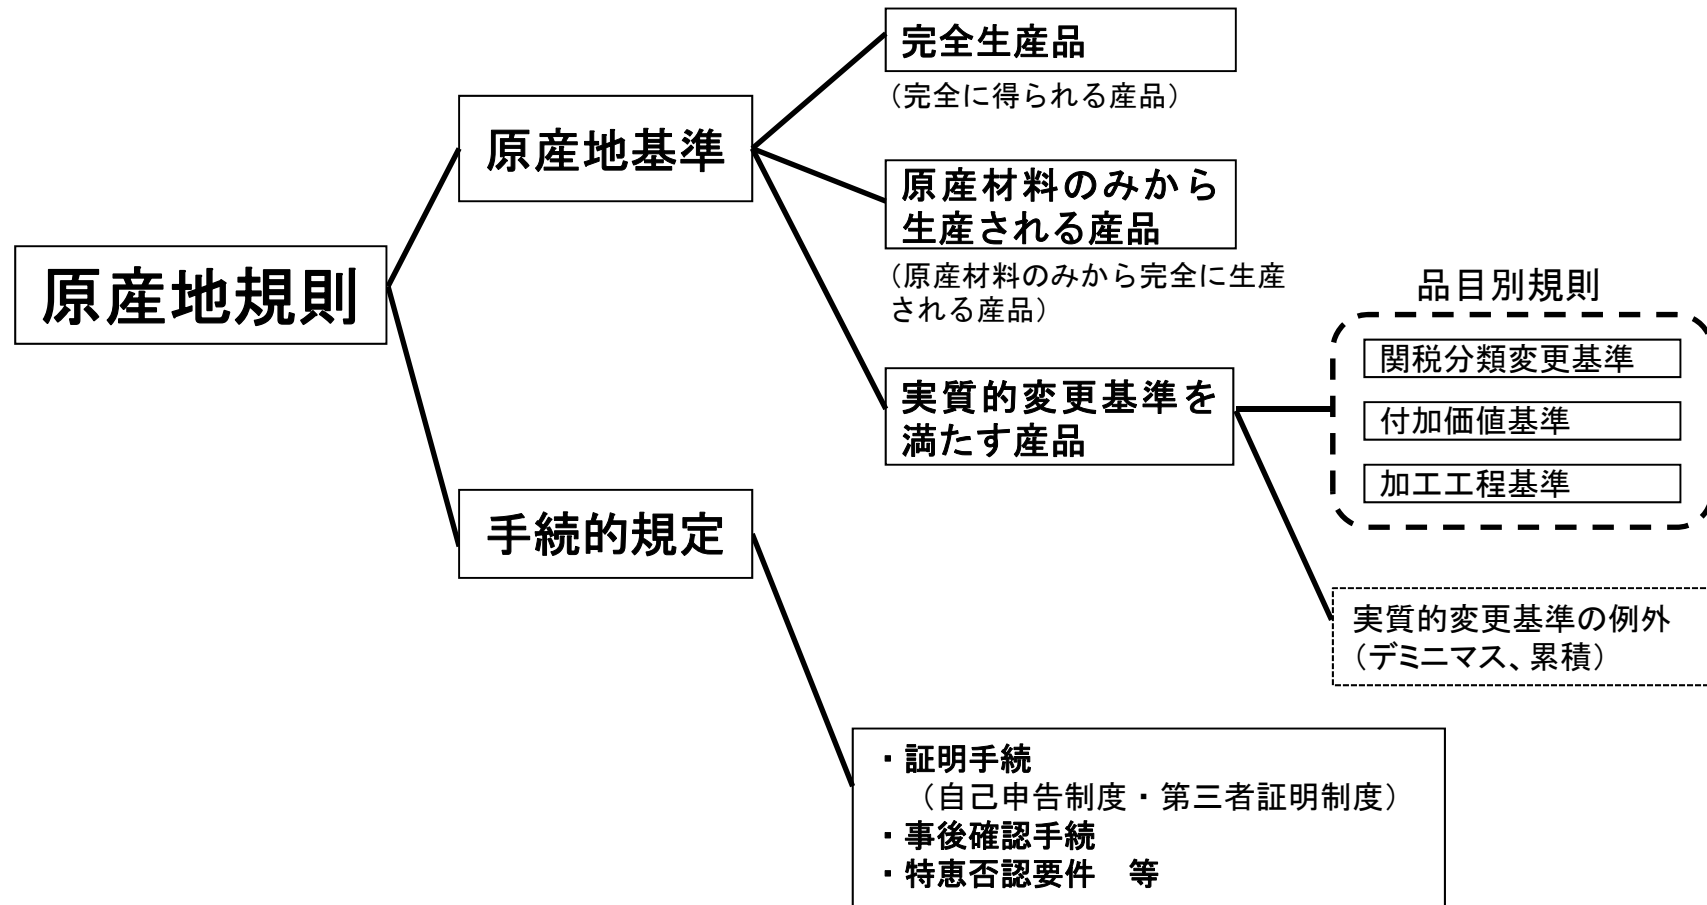 原産地規則
原産地基準
完全生産品
（完全に得られる産品）
原産材料のみから
生産される産品
（原産材料のみから完全に生産
される産品）
実質的変更基準を
満たす産品
品目別規則
関税分類変更基準
付加価値基準
加工工程基準
実質的変更基準の例外
（デミニマス、累積）
手続的規定
・証明手続
（自己申告制度・第三者証明制度）
・事後確認手続
・特恵否認要件　等